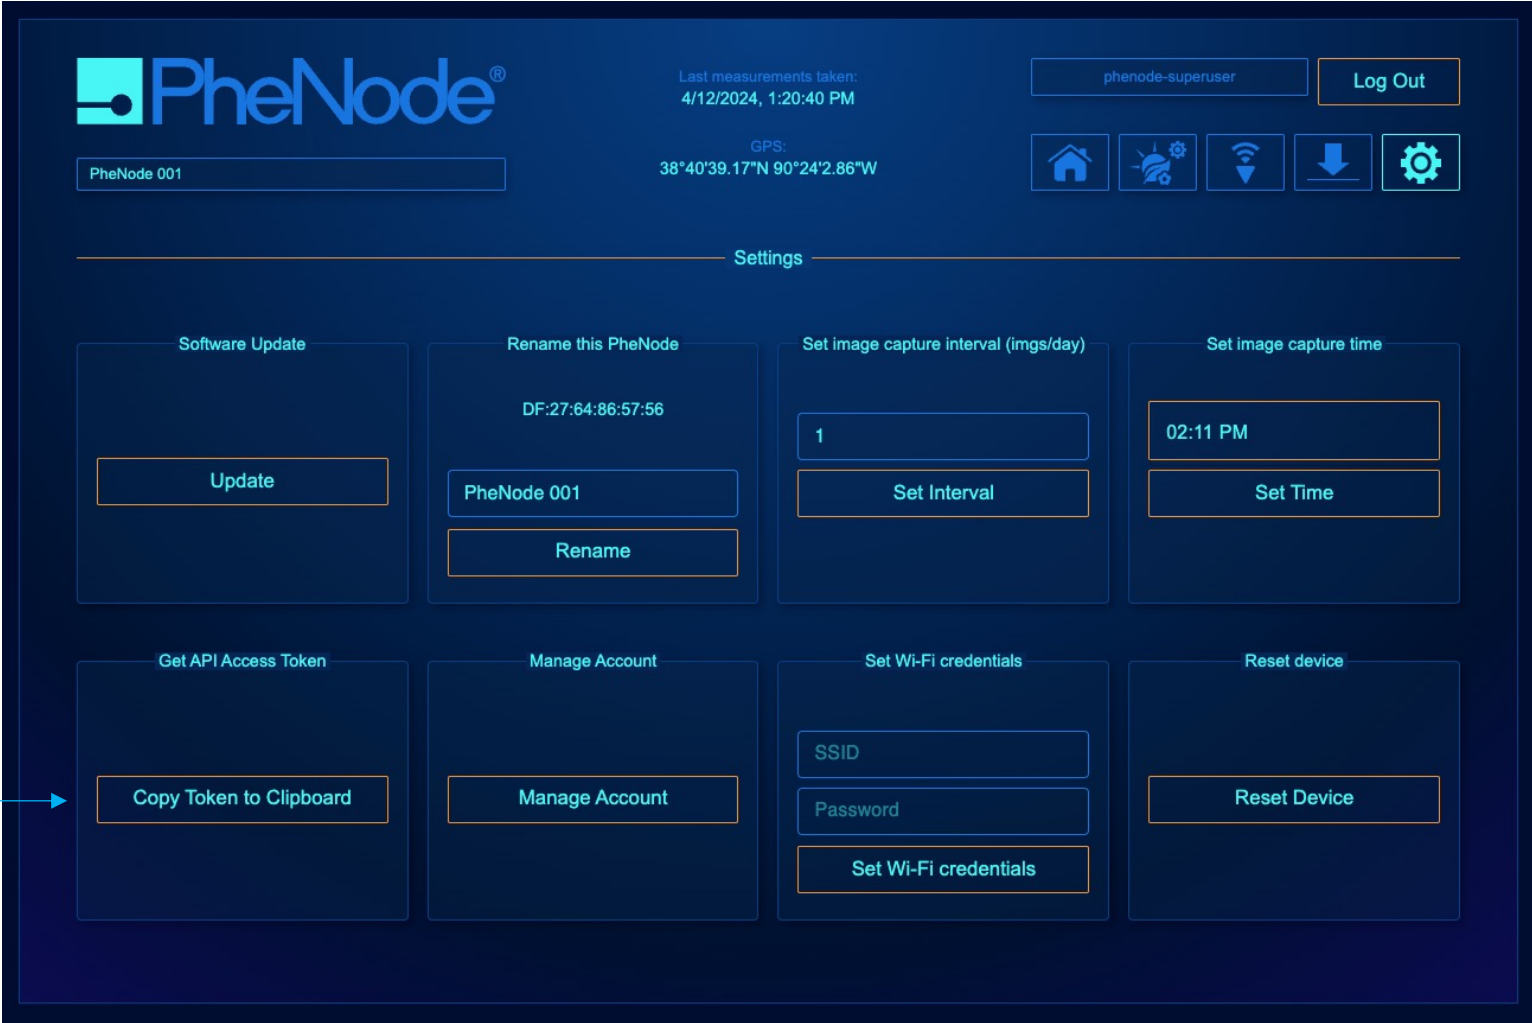 PheNode®
Last measurements taken:
4/12/2024, 1:20:40 PM
phenode-superuser
Log Out
GPS:
38°40'39.17"N 90°24'2.86"W
PheNode 001
Settings
Software Update
Update
Rename this PheNode
DF:27:64:86:57:56
PheNode 001
Rename
Set image capture interval (imgs/day)
1
Set Interval
Set image capture time
02:11 PM
Set Time
Get API Access Token
Copy Token to Clipboard
Manage Account
Manage Account
Set Wi-Fi credentials
SSID
Password
Set Wi-Fi credentials
Reset device
Reset Device